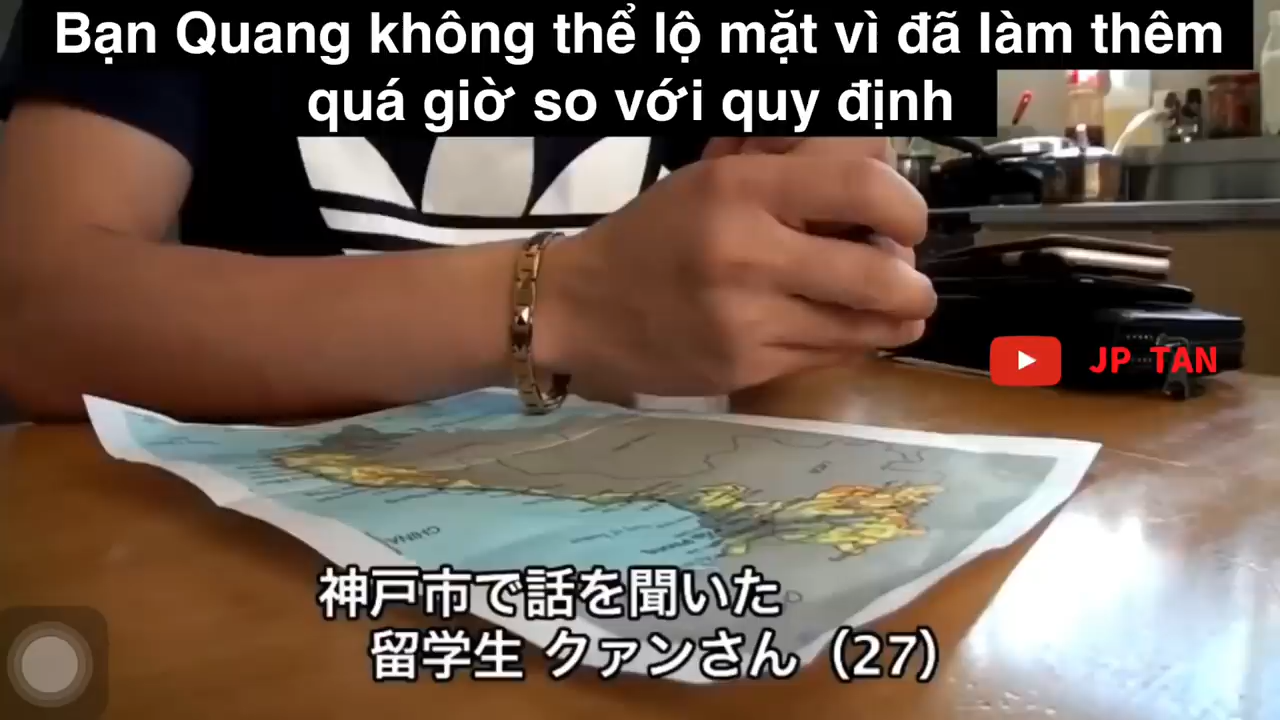 Bạn Quang không thể lộ mặt vì đã làm thêm
quá giờ so với quy định
JP TAN
CHINA
神戸市で話を聞いた
留学生 クァンさん（27）